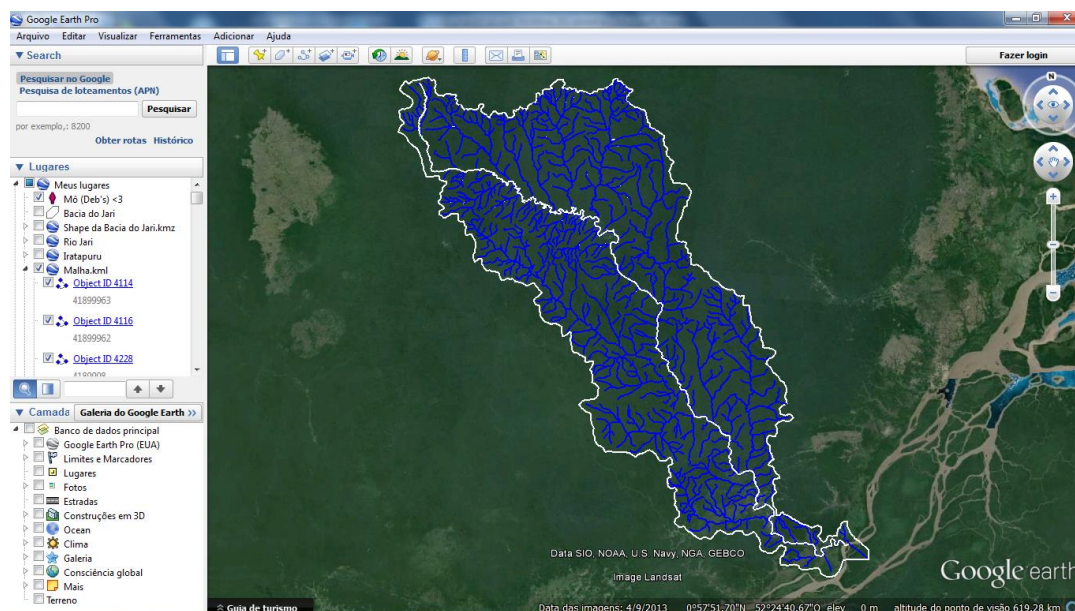 Google Earth Pro
Arquivo Editar Visualizar Ferramentas Adicionar Ajuda
Search
Fazer login
Pesquisar no Google
Pesquisa de loteamentos (APN)
Pesquisar
por exemplo,: 8200
Obter rotas Histórico
N
Lugares
Meus lugares
Mó (Deb's) <3
Bacia do Jari
Shape da Bacia do Jari.kmz
Rio Jari
Iratapuru
Malha.kml
Object ID 4114
41899963
Object ID 4116
41899962
Object ID 4228
Camada Galeria do Google Earth >>
Banco de dados principal
Google Earth Pro (EUA)
Limites e Marcadores
Lugares
Fotos
Estradas
Construções em 3D
Ocean
Clima
Galeria
Consciência global
Mais
Terreno
Data SIO, NOAA, U.S. Navy, NGA, GEBCO
Image Landsat
Google earth
Guia de turismo
Data das imagens: 4/9/2013 0°57'51.70"N 52°24'40.67"O elev 0 m altitude do ponto de visão 619.28 km